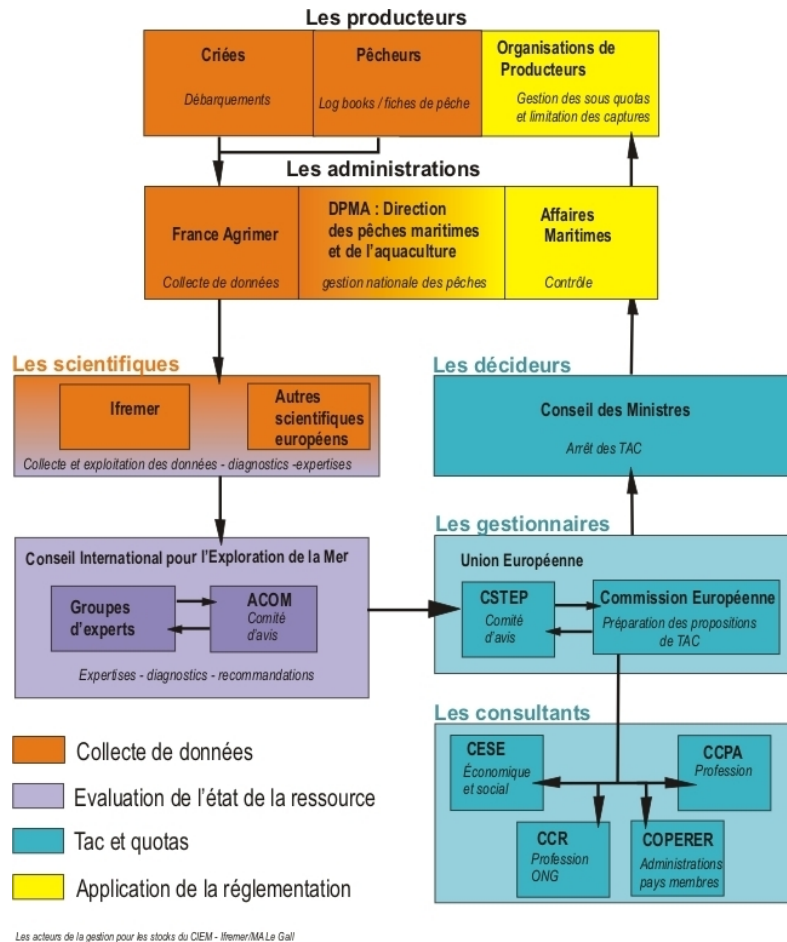 Les producteurs
Criées
Débarquements
Pêcheurs
Log books / fiches de pêche
Organisations de
Producteurs
Gestion des sous quotas
et limitation des captures
Les administrations
France Agrimer
Collecte de données
DPMA : Direction
des pêches maritimes
et de l'aquaculture
gestion nationale des pêches
Affaires
Maritimes
Contrôle
Les scientifiques
Ifremer
Autres
scientifiques
européens
Collecte et exploitation des données - diagnostics -expertises
Les décideurs
Conseil des Ministres
Arrêt des TAC
Conseil International pour l'Exploration de la Mer
Groupes
d'experts
ACOM
Comité
d'avis
Expertises - diagnostics - recommandations
Les gestionnaires
Union Européenne
CSTEP
Comité
d'avis
Commission Européenne
Préparation des propositions
de TAC
Les consultants
CESE
Économique
et social
CCPA
Profession
CCR
Profession
ONG
COPERER
Administrations
pays membres
Collecte de données
Evaluation de l'état de la ressource
Tac et quotas
Application de la réglementation
Les acteurs de la gestion pour les stocks du CIEM - Ifremer/MA Le Gall